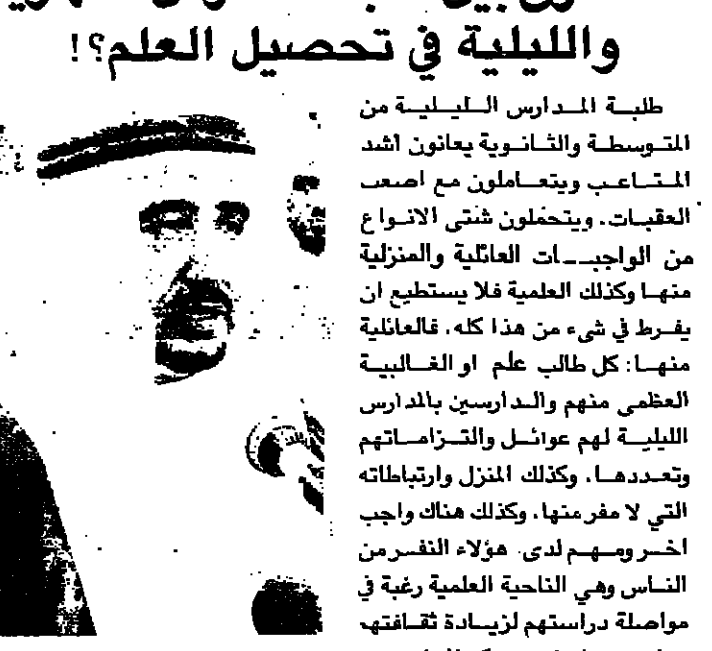 والليلية في تحصيل العلم؟!
طلبة المدارس الليلية من
المتوسطة والثانوية يعانون أشد
المتاعب ويتعاملون مع اصعب
العقبات. ويتحملون شتى الانواع
من الواجبات العائلية والمنزلية
منها وكذلك العلمية فلا يستطيع ان
يفرط في شيء من هذا كله. فالعائلية
منها: كل طالب علم او الغالبية
العظمى منهم والدارسين بالمدارس
الليلية لهم عوائل والتزاماتهم
وتعددها. وكذلك المنزل وارتباطاته
التي لا مفر منها. وكذلك هناك واجب
اخر ومهم لدى هؤلاء النفر من
الناس وهي الناحية العلمية رغبة في
مواصلة دراستهم لزيادة ثقافتهم